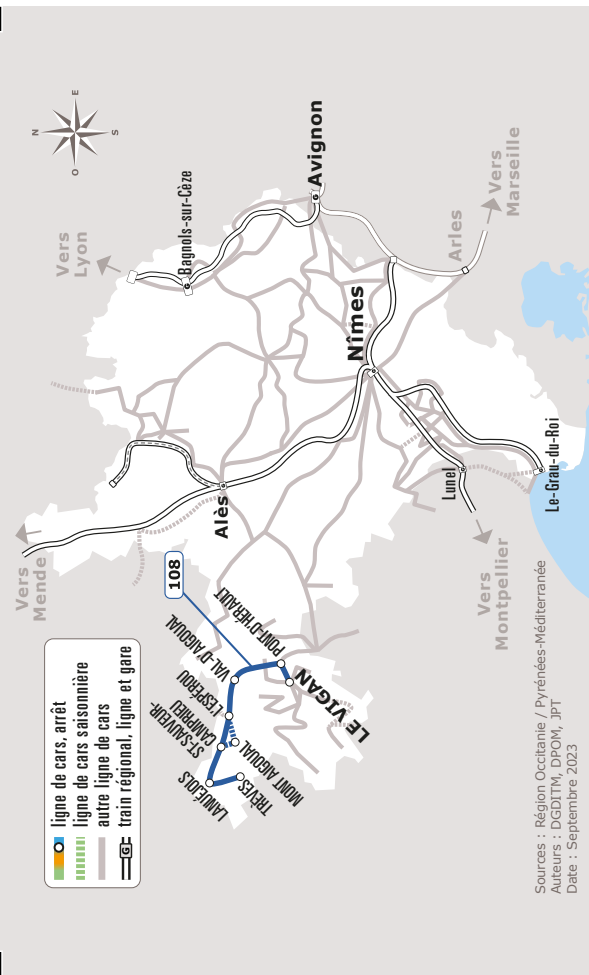 ligne de cars, arrêt
ligne de cars saisonnière
autre ligne de cars
G train régional, ligne et gare
N
E
S
O
Vers
Mende
Vers
Lyon
Bagnols-sur-Cèze
Avignon
Alès
Nîmes
Arles
Vers
Marseille
Lunel
Le-Grau-du-Roi
Vers
Montpellier
108
LANUÉJOLS
TRÈVES
ST-SAUVEUR-
CAMPRIEU
MONT AIGOUAL
L'ESPEROU
VAL-D'AIGOUAL
PONT-D'HÉRAULT
LE VIGAN
Sources : Région Occitanie / Pyrénées-Méditerranée
Auteurs : DGDITM, DPOM, JPT
Date : Septembre 2023